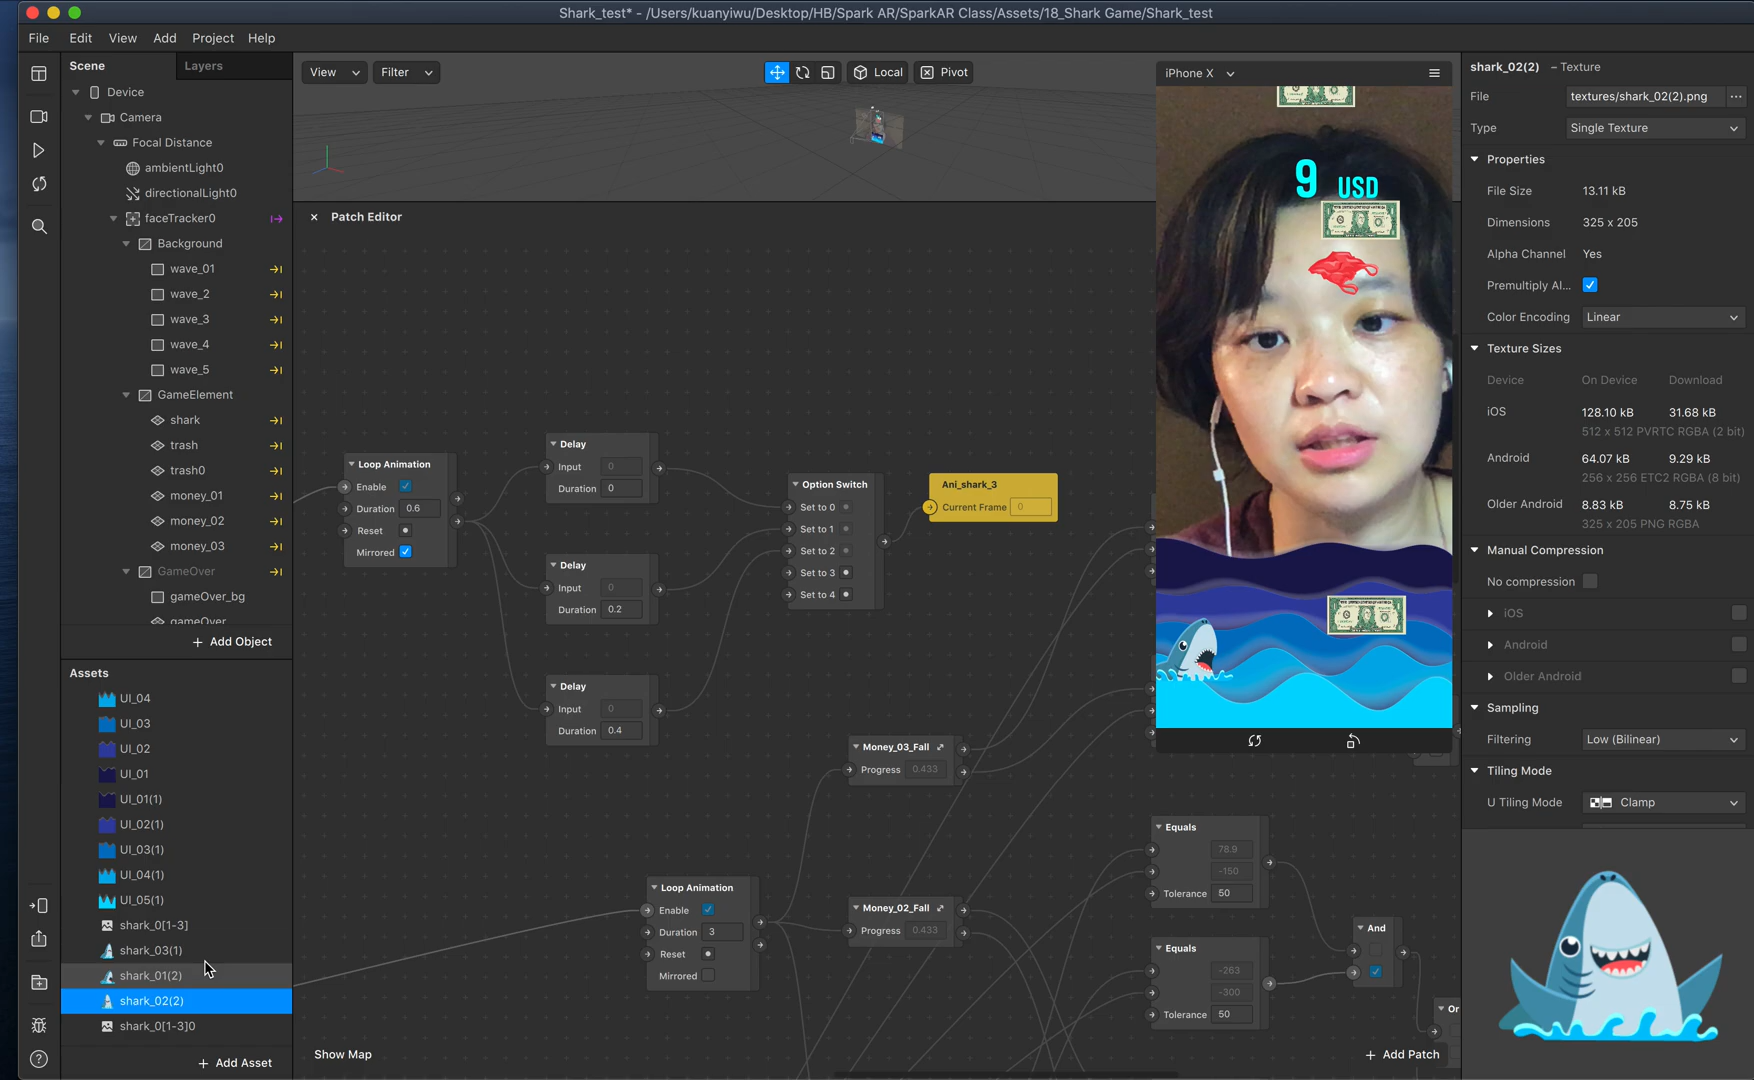 Shark_test* - /Users/kuanyiwu/Desktop/HB/Spark AR/SparkAR Class/Assets/18_Shark Game/Shark_test
File Edit View Add Project Help
Scene Layers
Device
Camera
Focal Distance
ambientLight0
directionalLight0
faceTracker0
Background
wave_01
wave_2
wave_3
wave_4
wave_5
GameElement
shark
trash
trash0
money_01
money_02
money_03
GameOver
gameOver_bg
gameOver
+ Add Object
Assets
UI_04
UI_03
UI_02
UI_01
UI_01(1)
UI_02(1)
UI_03(1)
UI_04(1)
UI_05(1)
shark_0[1-3]
shark_03(1)
shark_01(2)
shark_02(2)
shark_0[1-3]0
+ Add Asset
View Filter Local Pivot
Patch Editor
Loop Animation
Enable
Duration 0.6
Reset
Mirrored
Delay
Input 0
Duration 0
Delay
Input 0
Duration 0.2
Delay
Input 0
Duration 0.4
Option Switch
Set to 0
Set to 1
Set to 2
Set to 3
Set to 4
Ani_shark_3
Current Frame 0
Money_03_Fall
Progress 0.433
Loop Animation
Enable
Duration 3
Reset
Mirrored
Money_02_Fall
Progress 0.433
Equals
78.9
-150
Tolerance 50
Equals
-263
-300
Tolerance 50
And
Or
Show Map
+ Add Patch
iPhone X
9 USD
shark_02(2) – Texture
File textures/shark_02(2).png ...
Type Single Texture
Properties
File Size 13.11 kB
Dimensions 325 x 205
Alpha Channel Yes
Premultiply Al...
Color Encoding Linear
Texture Sizes
Device On Device Download
iOS 128.10 kB 31.68 kB
512 x 512 PVRTC RGBA (2 bit)
Android 64.07 kB 9.29 kB
256 x 256 ETC2 RGBA (8 bit)
Older Android 8.83 kB 8.75 kB
325 x 205 PNG RGBA
Manual Compression
No compression
iOS
Android
Older Android
Sampling
Filtering Low (Bilinear)
Tiling Mode
U Tiling Mode Clamp